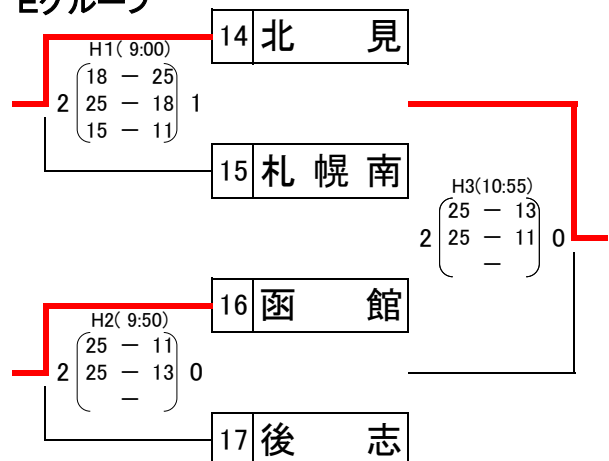 Eグループ
14 北 見
H1( 9:00)
18 － 25
2 25 － 18 1
15 － 11
15 札 幌 南
H3(10:55)
25 － 13
2 25 － 11 0
－
16 函 館
H2( 9:50)
25 － 11
2 25 － 13 0
－
17 後 志